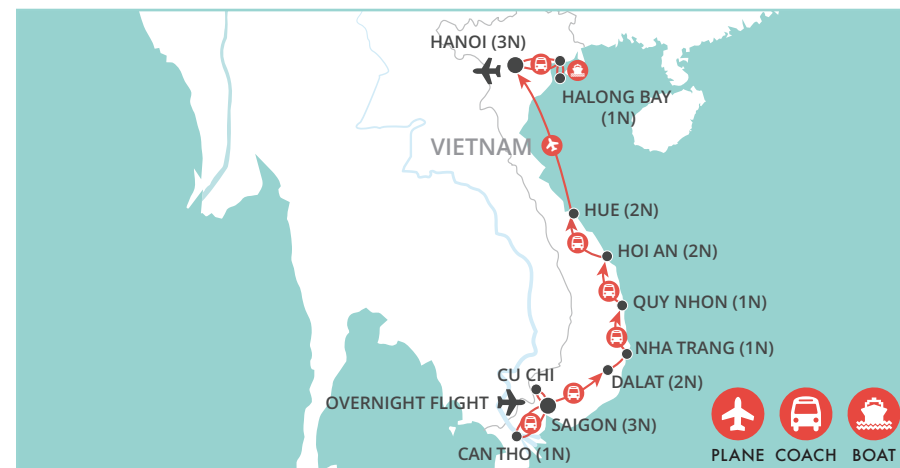 HANOI (3N)
HALONG BAY
(1N)
VIETNAM
HUE (2N)
HOI AN (2N)
QUY NHON (1N)
NHA TRANG (1N)
CU CHI
DALAT (2N)
OVERNIGHT FLIGHT
SAIGON (3N)
CAN THO (1N)
PLANE COACH BOAT